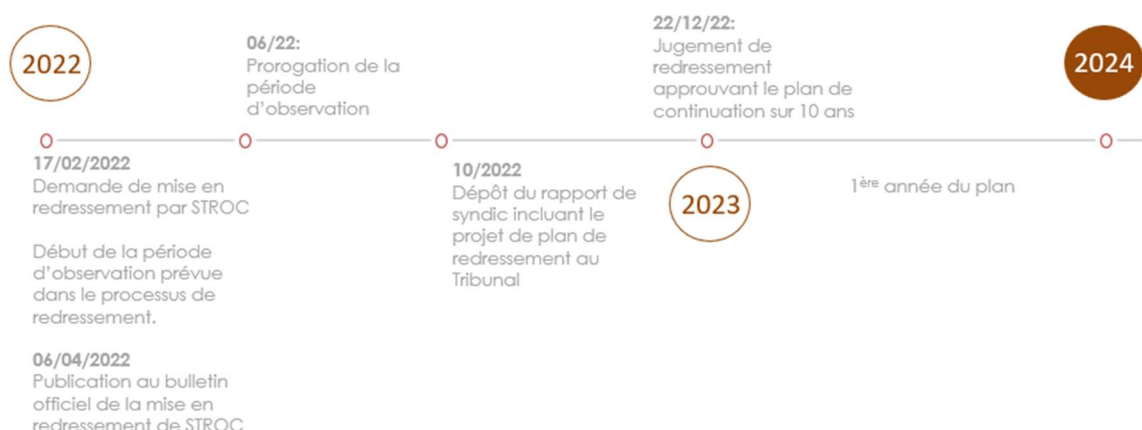 2022
06/22:
Prorogation de la
période
d'observation
22/12/22:
Jugement de
redressement
approuvant le plan de
continuation sur 10 ans
2024
17/02/2022
Demande de mise en
redressement par STROC
Début de la période
d'observation prévue
dans le processus de
redressement.
06/04/2022
Publication au bulletin
officiel de la mise en
redressement de STROC
10/2022
Dépôt du rapport de
syndic incluant le
projet de plan de
redressement au
Tribunal
2023
1ère année du plan